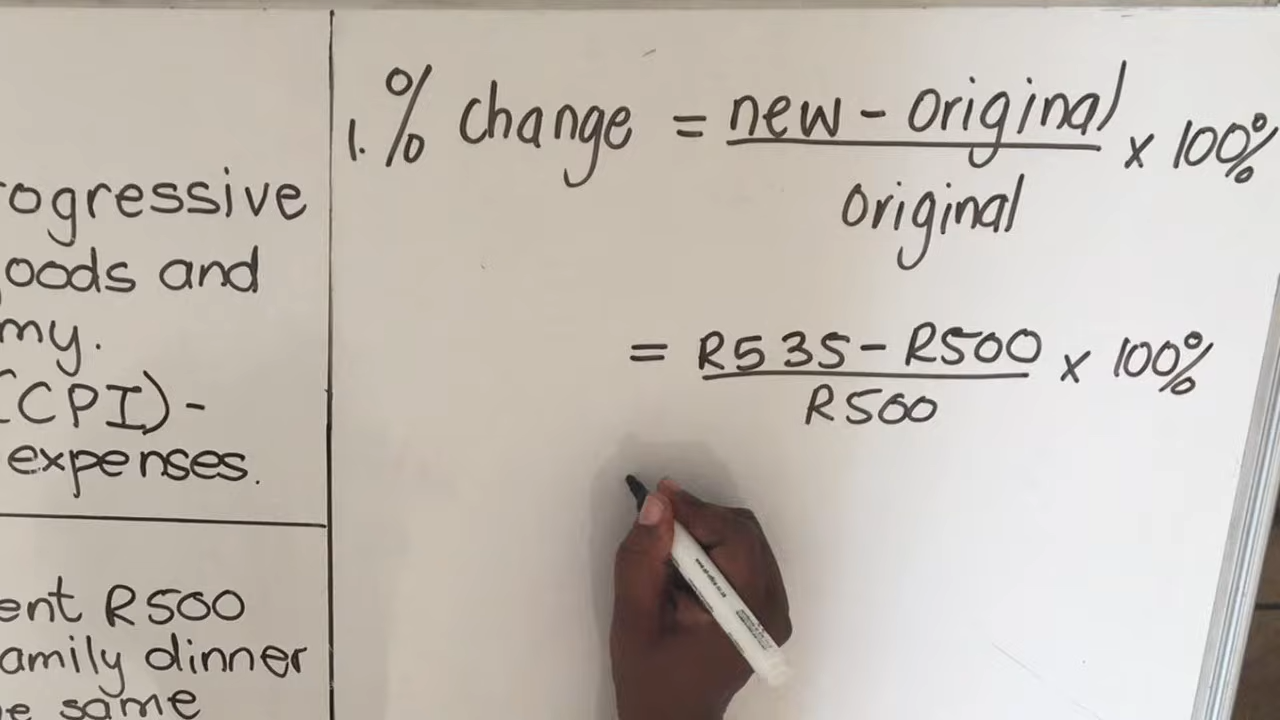 rogressive
oods and
my.
(CPI)-
expenses.
ent R500
amily dinner
e same
1. % change = new - original / original × 100%
= R535 - R500 / R500 × 100%